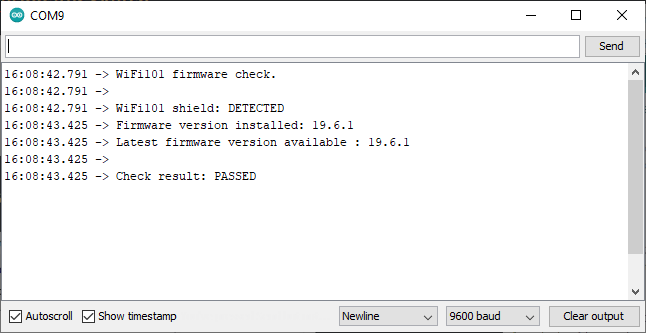 COM9
Send
16:08:42.791 -> WiFi101 firmware check.
16:08:42.791 ->
16:08:42.791 -> WiFi101 shield: DETECTED
16:08:43.425 -> Firmware version installed: 19.6.1
16:08:43.425 -> Latest firmware version available : 19.6.1
16:08:43.425 ->
16:08:43.425 -> Check result: PASSED
Autoscroll Show timestamp Newline 9600 baud Clear output